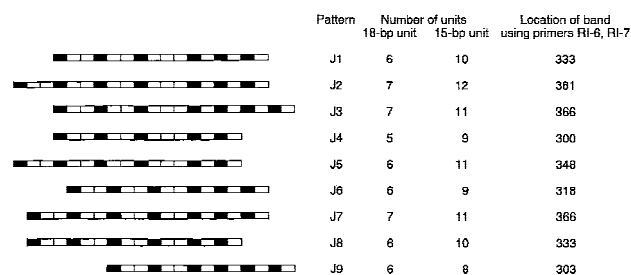 Pattern Number of units Location of band
18-bp unit 15-bp unit using primers RI-6, RI-7
J1 6 10 333
J2 7 12 381
J3 7 11 366
J4 5 9 300
J5 6 11 348
J6 6 9 318
J7 7 11 366
J8 6 10 333
J9 6 8 303